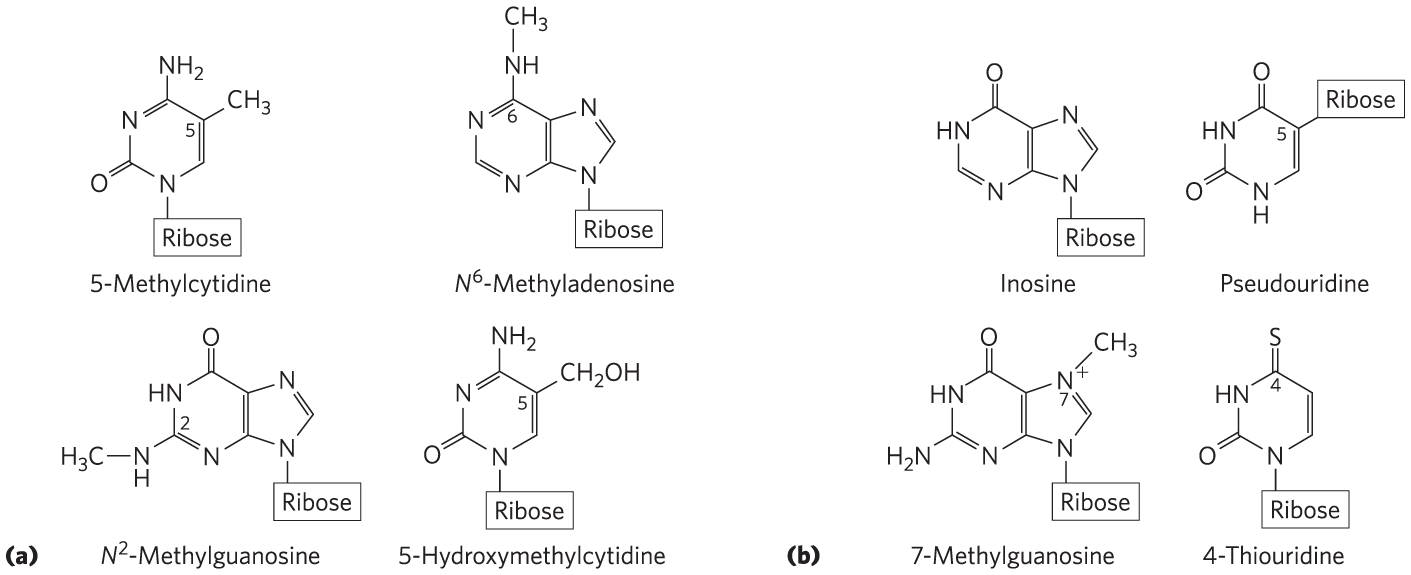 CH₃
NH₂
NH
O
O
CH₃
N
5
N
6
N
N
HN
N
HN
5
Ribose
O
N
N
N
N
N
O
N
H
Ribose
Ribose
Ribose
5-Methylcytidine
N⁶-Methyladenosine
Inosine
Pseudouridine
O
NH₂
O
CH₃
S
HN
N
N
5
CH₂OH
HN
N⁺
7
HN
4
2
H₃C
N
H
N
N
O
N
H₂N
N
N
O
N
Ribose
Ribose
Ribose
Ribose
(a)
N²-Methylguanosine
5-Hydroxymethylcytidine
(b)
7-Methylguanosine
4-Thiouridine